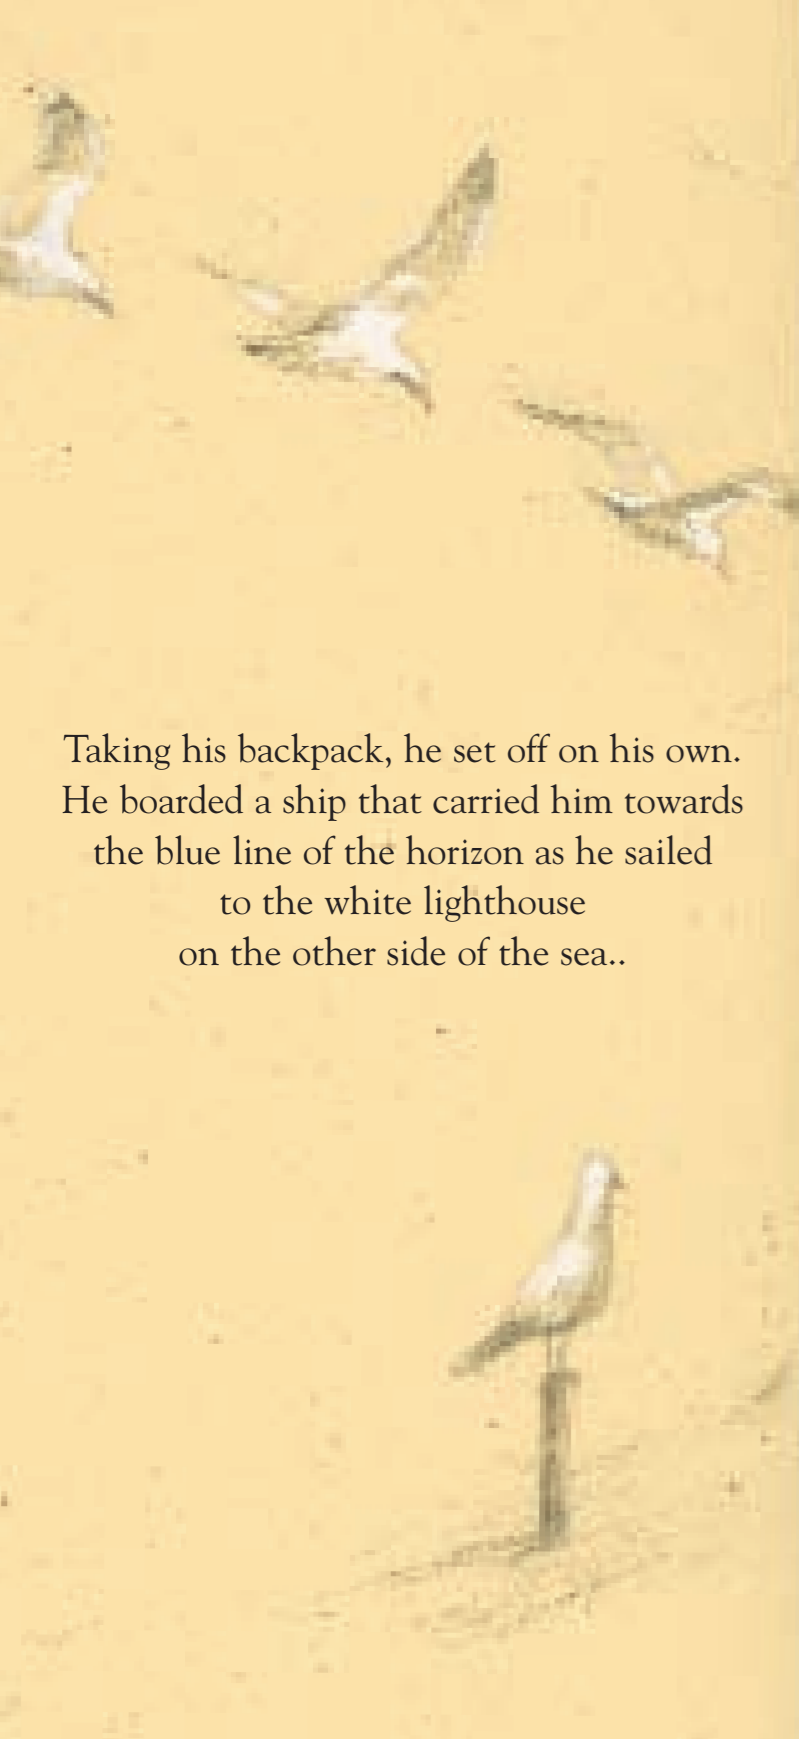 Taking his backpack, he set off on his own.
He boarded a ship that carried him towards
the blue line of the horizon as he sailed
to the white lighthouse
on the other side of the sea..